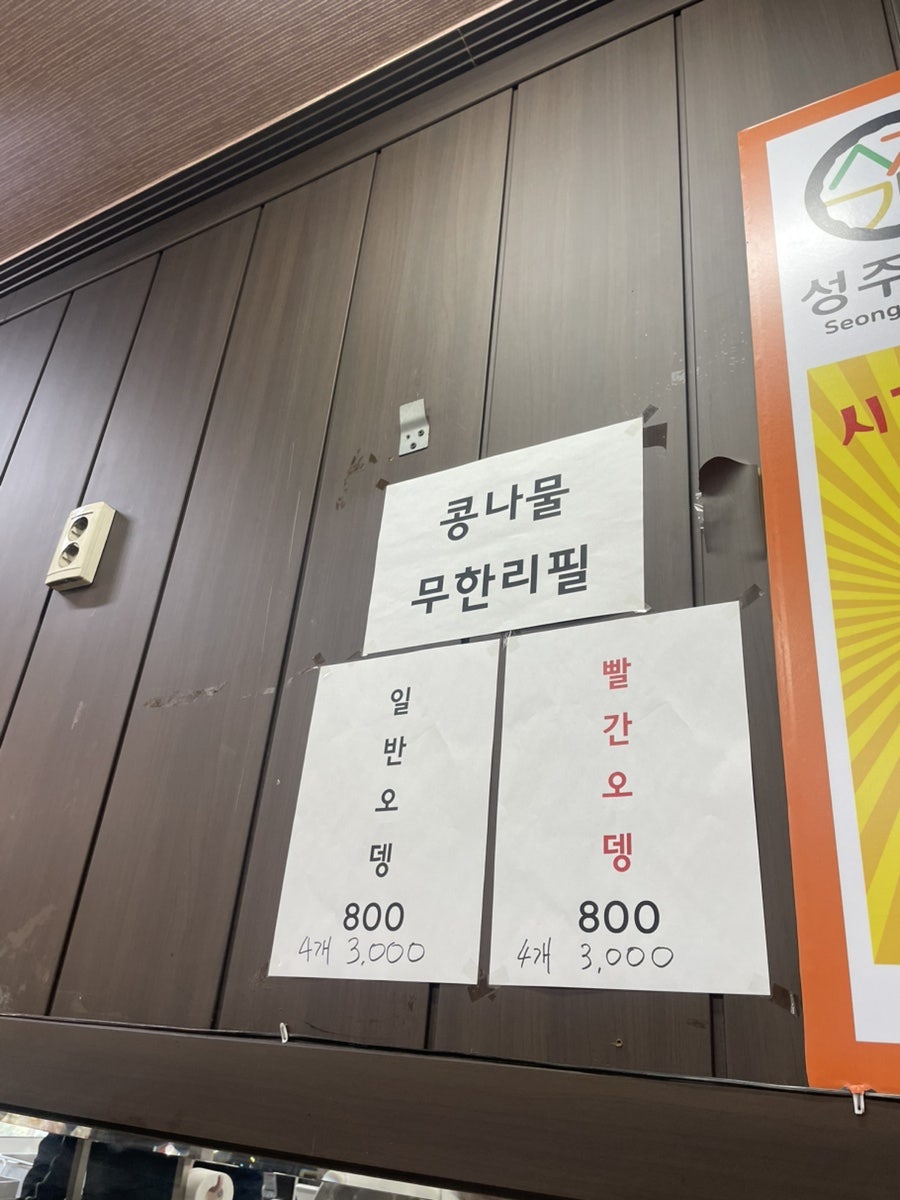 콩나물
무한리필
일
반
오
뎅
800
4개 3,000
빨
간
오
뎅
800
4개 3,000
성주
Seong
시